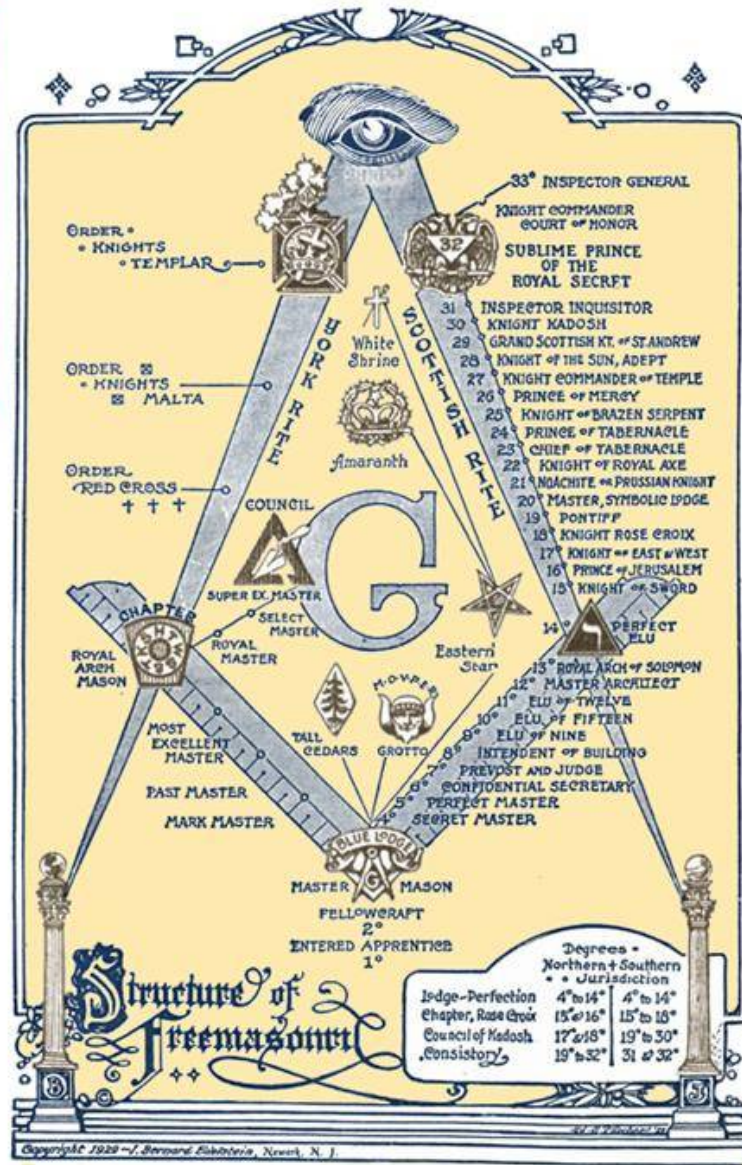 33° INSPECTOR GENERAL
KNIGHT COMMANDER
COURT OF HONOR
32
SUBLIME PRINCE
OF THE
ROYAL SECRET
ORDER
KNIGHTS
TEMPLAR
ORDER
KNIGHTS
MALTA
ORDER
RED CROSS
YORK RITE
SCOTTISH RITE
White
Shrine
Amaranth
31 INSPECTOR INQUISITOR
30 KNIGHT KADOSH
29 GRAND SCOTTISH KT. OF ST. ANDREW
28 KNIGHT OF THE SUN, ADEPT
27 KNIGHT COMMANDER OF TEMPLE
26 PRINCE OF MERCY
25 KNIGHT OF BRAZEN SERPENT
24 PRINCE OF TABERNACLE
23 CHIEF OF TABERNACLE
22 KNIGHT OF ROYAL AXE
21 NOACHITE OR PRUSSIAN KNIGHT
20° MASTER, SYMBOLIC LODGE
19° PONTIFF
18° KNIGHT ROSE CROIX
17° KNIGHT OF EAST & WEST
16° PRINCE OF JERUSALEM
15° KNIGHT OF SWORD
14° PERFECT
ELU
13° ROYAL ARCH OF SOLOMON
12° MASTER ARCHITECT
11° ELU OF TWELVE
10° ELU OF FIFTEEN
9° ELU OF NINE
8° INTENDENT OF BUILDING
7° PREVOST AND JUDGE
6° CONFIDENTIAL SECRETARY
5° PERFECT MASTER
4° SECRET MASTER
COUNCIL
SUPER EX. MASTER
SELECT
MASTER
ROYAL
MASTER
G
Eastern
Star
CHAPTER
HTWSSTKS
ROYAL
ARCH
MASON
MOST
EXCELLENT
MASTER
PAST MASTER
MARK MASTER
TALL
CEDARS
M.O.V.P.E.R.
GROTTO
BLUE LODGE
G
MASTER MASON
FELLOWCRAFT
2°
ENTERED APPRENTICE
1°
Structure of
Freemasonry
Degrees
Northern + Southern
Jurisdiction
Lodge-Perfection 4° to 14° 4° to 14°
Chapter, Rose Croix 15° & 16° 15° to 18°
Council of Kadosh 17° & 18° 19° to 30°
Consistory 19° to 32° 31 & 32°
B
J
Copyright 1929 - J. Bernard Newark, N. J.